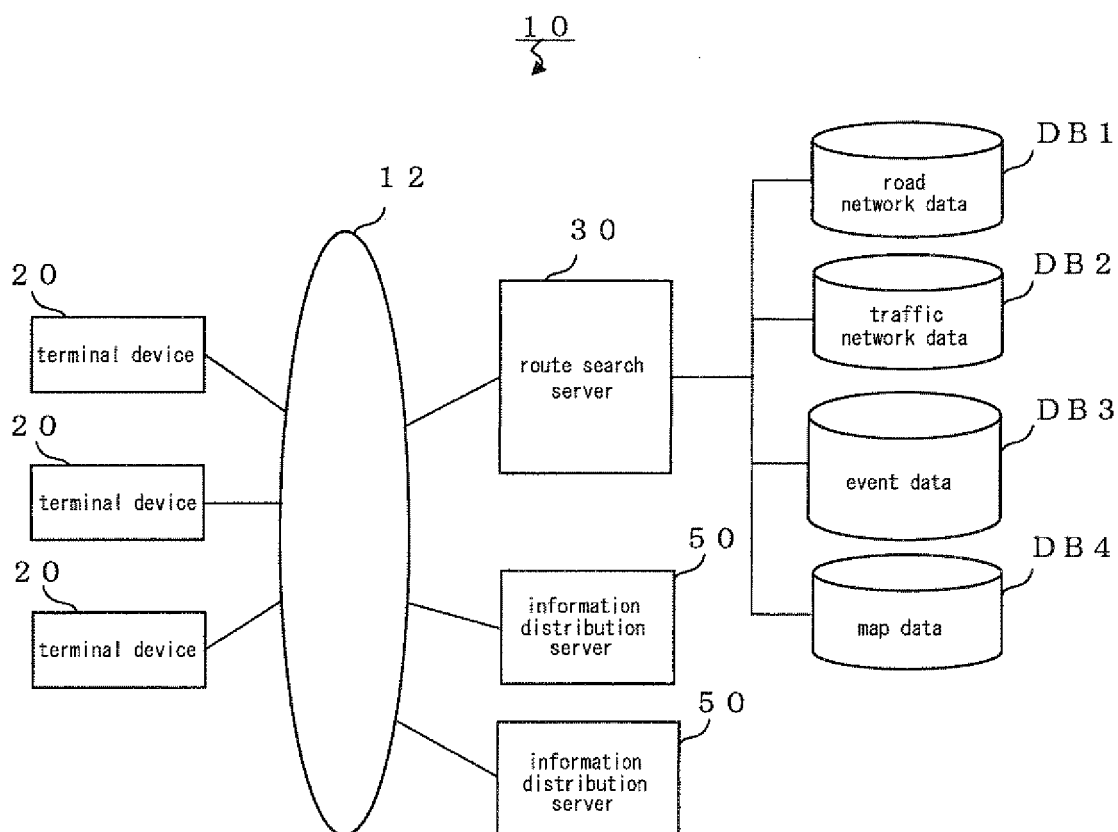 10
DB1
road
network data
12
30
DB2
20
traffic
network data
terminal device
route search
server
20
DB3
terminal device
event data
50
20
DB4
information
distribution
server
terminal device
map data
50
information
distribution
server